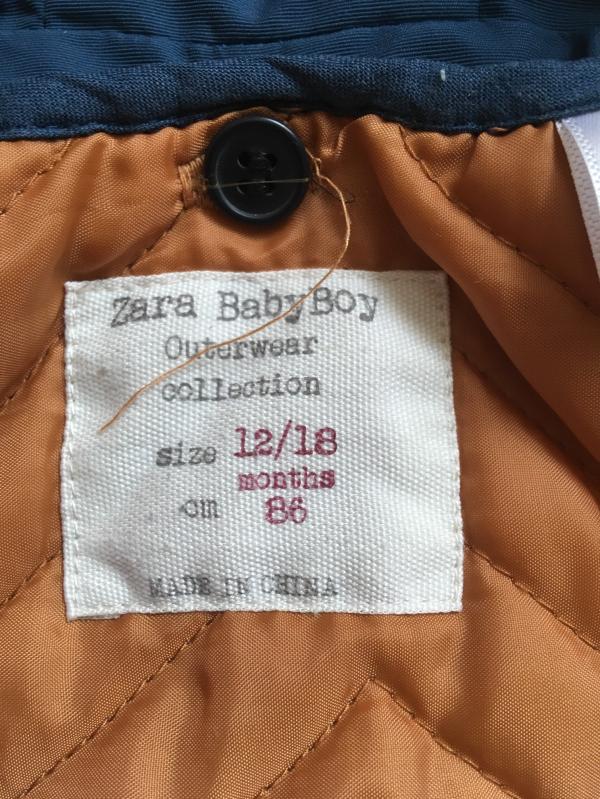 Zara BabyBoy
Outerwear
collection
size 12/18
months
cm 86
MADE IN CHINA